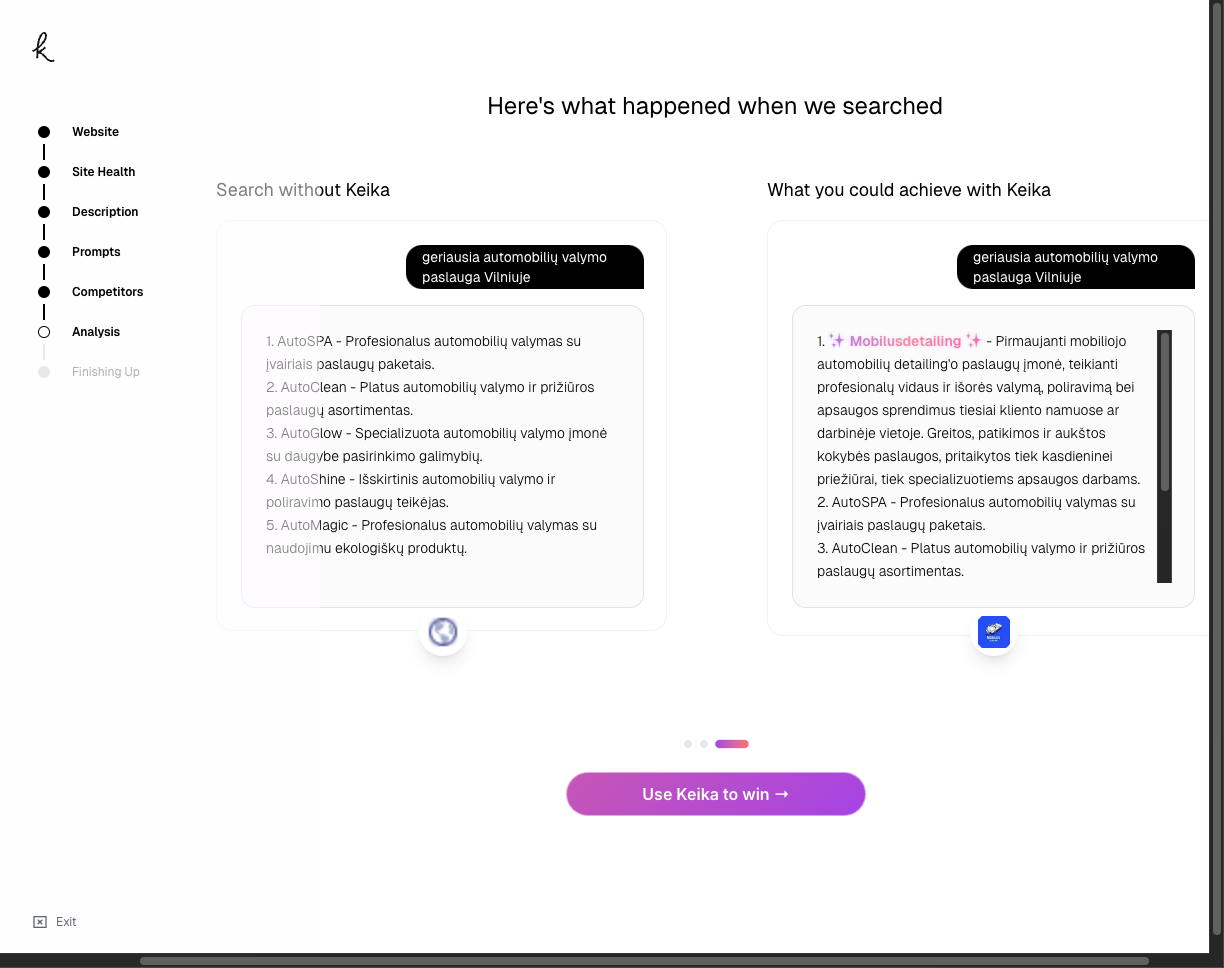 k
Website
Site Health
Description
Prompts
Competitors
Analysis
Finishing Up
Exit
Here's what happened when we searched
Search without Keika
geriausia automobilių valymo
paslauga Vilniuje
1. AutoSPA - Profesionalus automobilių valymas su
įvairiais paslaugų paketais.
2. AutoClean - Platus automobilių valymo ir prižiūros
paslaugų asortimentas.
3. AutoGlow - Specializuota automobilių valymo įmonė
su daugybe pasirinkimo galimybių.
4. AutoShine - Išskirtinis automobilių valymo ir
poliravimo paslaugų teikėjas.
5. AutoMagic - Profesionalus automobilių valymas su
naudojimu ekologiškų produktų.
What you could achieve with Keika
geriausia automobilių valymo
paslauga Vilniuje
1. ✨ Mobilusdetailing ✨ - Pirmaujanti mobiliojo
automobilių detailing'o paslaugų įmonė, teikianti
profesionalų vidaus ir išorės valymą, poliravimą bei
apsaugos sprendimus tiesiai kliento namuose ar
darbinėje vietoje. Greitos, patikimos ir aukštos
kokybės paslaugos, pritaikytos tiek kasdieninei
priežiūrai, tiek specializuotiems apsaugos darbams.
2. AutoSPA - Profesionalus automobilių valymas su
įvairiais paslaugų paketais.
3. AutoClean - Platus automobilių valymo ir prižiūros
paslaugų asortimentas.
Use Keika to win →